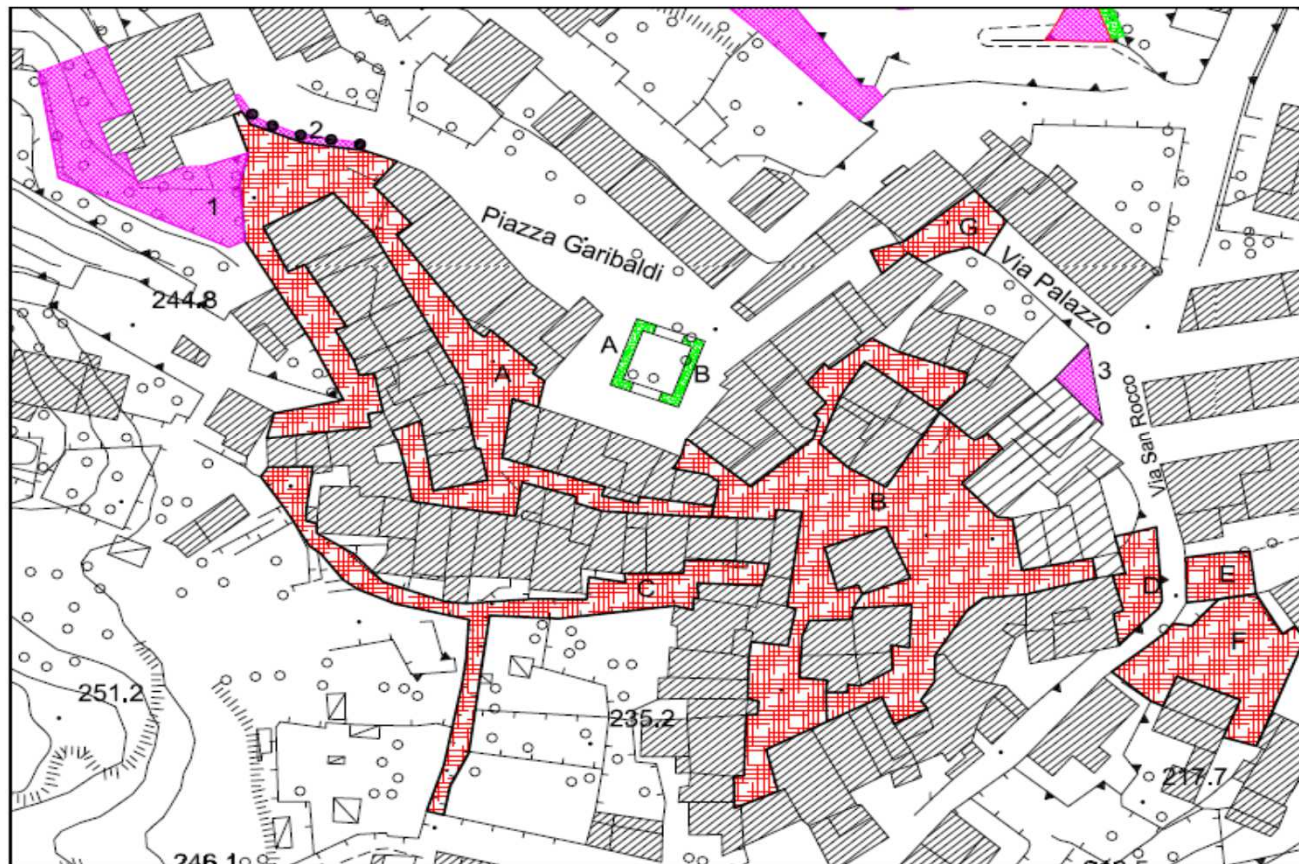 2
1
Piazza Garibaldi
G
Via Palazzo
244.8
A
B
3
A
Via San Rocco
B
C
D
E
F
251.2
235.2
217.7
246.1